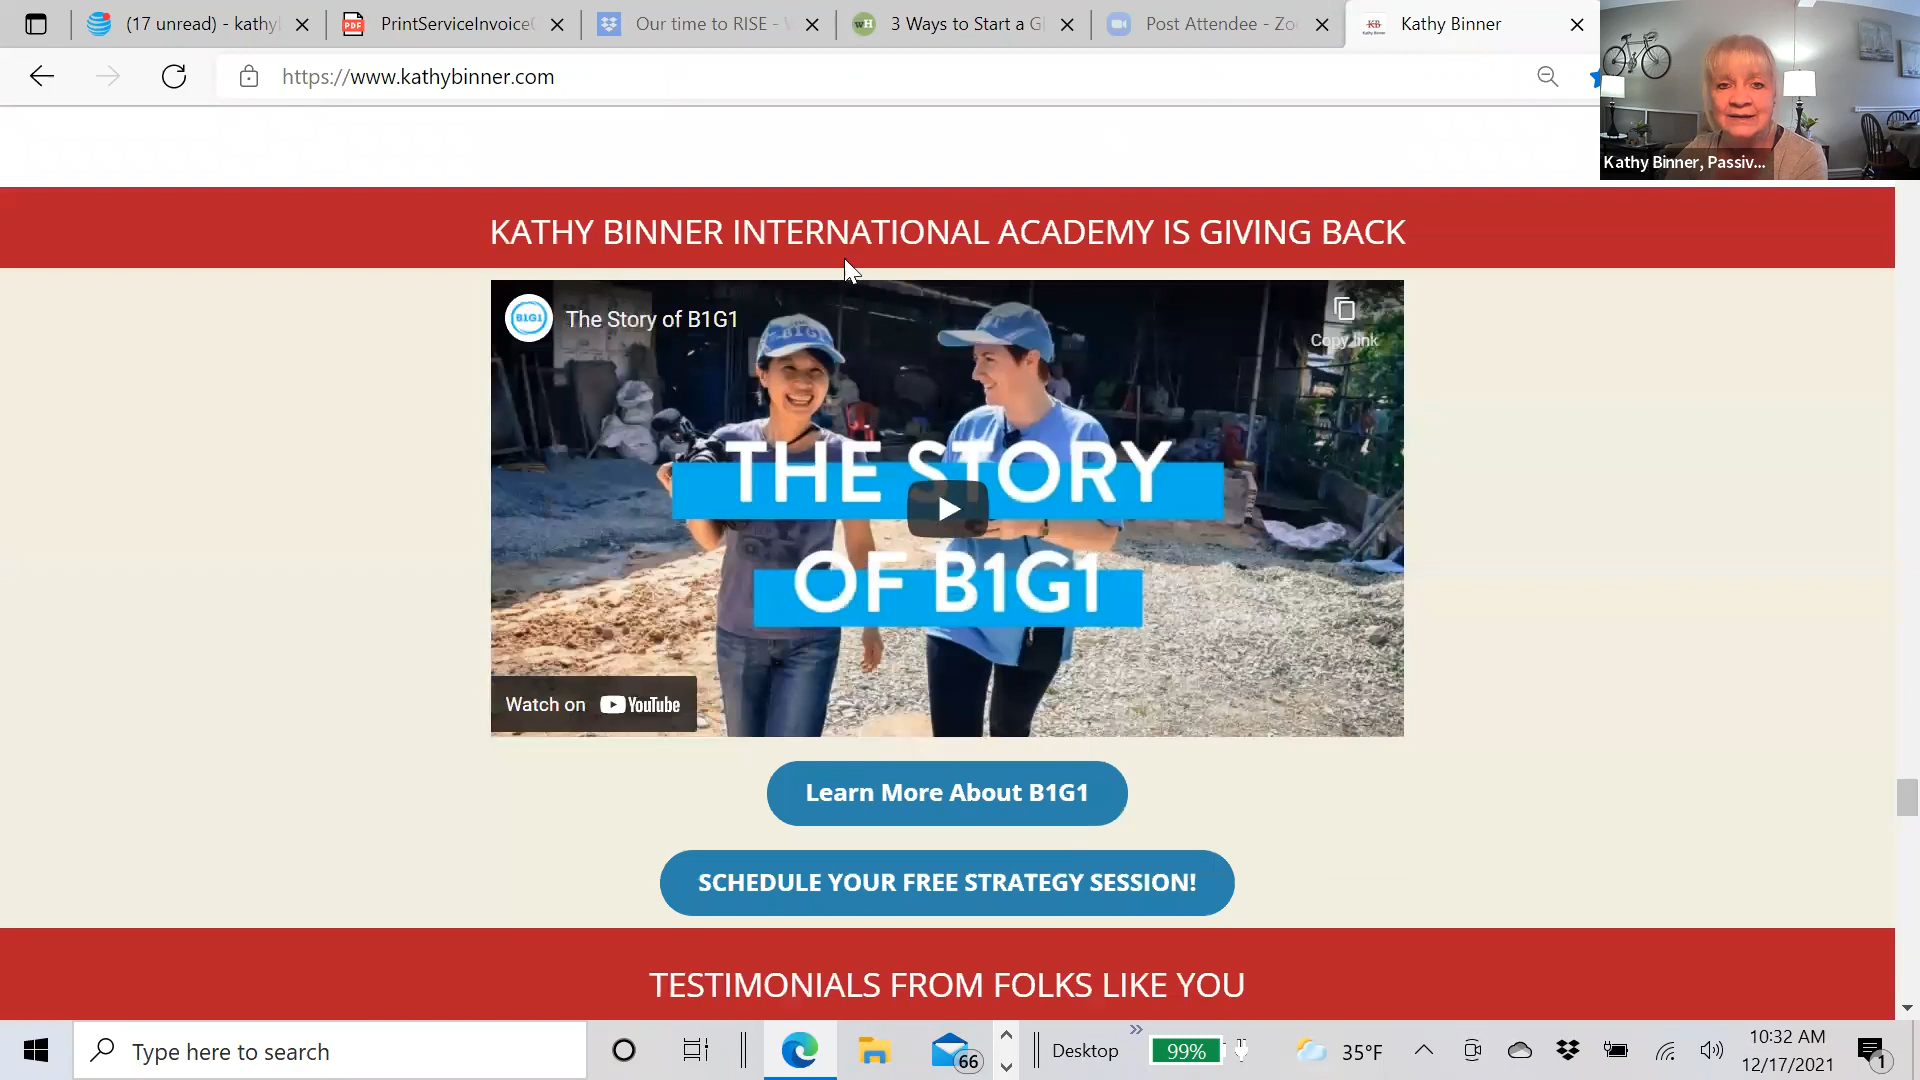 (17 unread) - kathyl
PrintServiceInvoice
Our time to RISE -
3 Ways to Start a Gl
Post Attendee - Zoo
Kathy Binner
https://www.kathybinner.com
Kathy Binner, Passiv...
KATHY BINNER INTERNATIONAL ACADEMY IS GIVING BACK
B1G1
The Story of B1G1
Copy link
THE STORY
OF B1G1
Watch on YouTube
Learn More About B1G1
SCHEDULE YOUR FREE STRATEGY SESSION!
TESTIMONIALS FROM FOLKS LIKE YOU
Type here to search
66
Desktop
99%
35°F
10:32 AM
12/17/2021
1